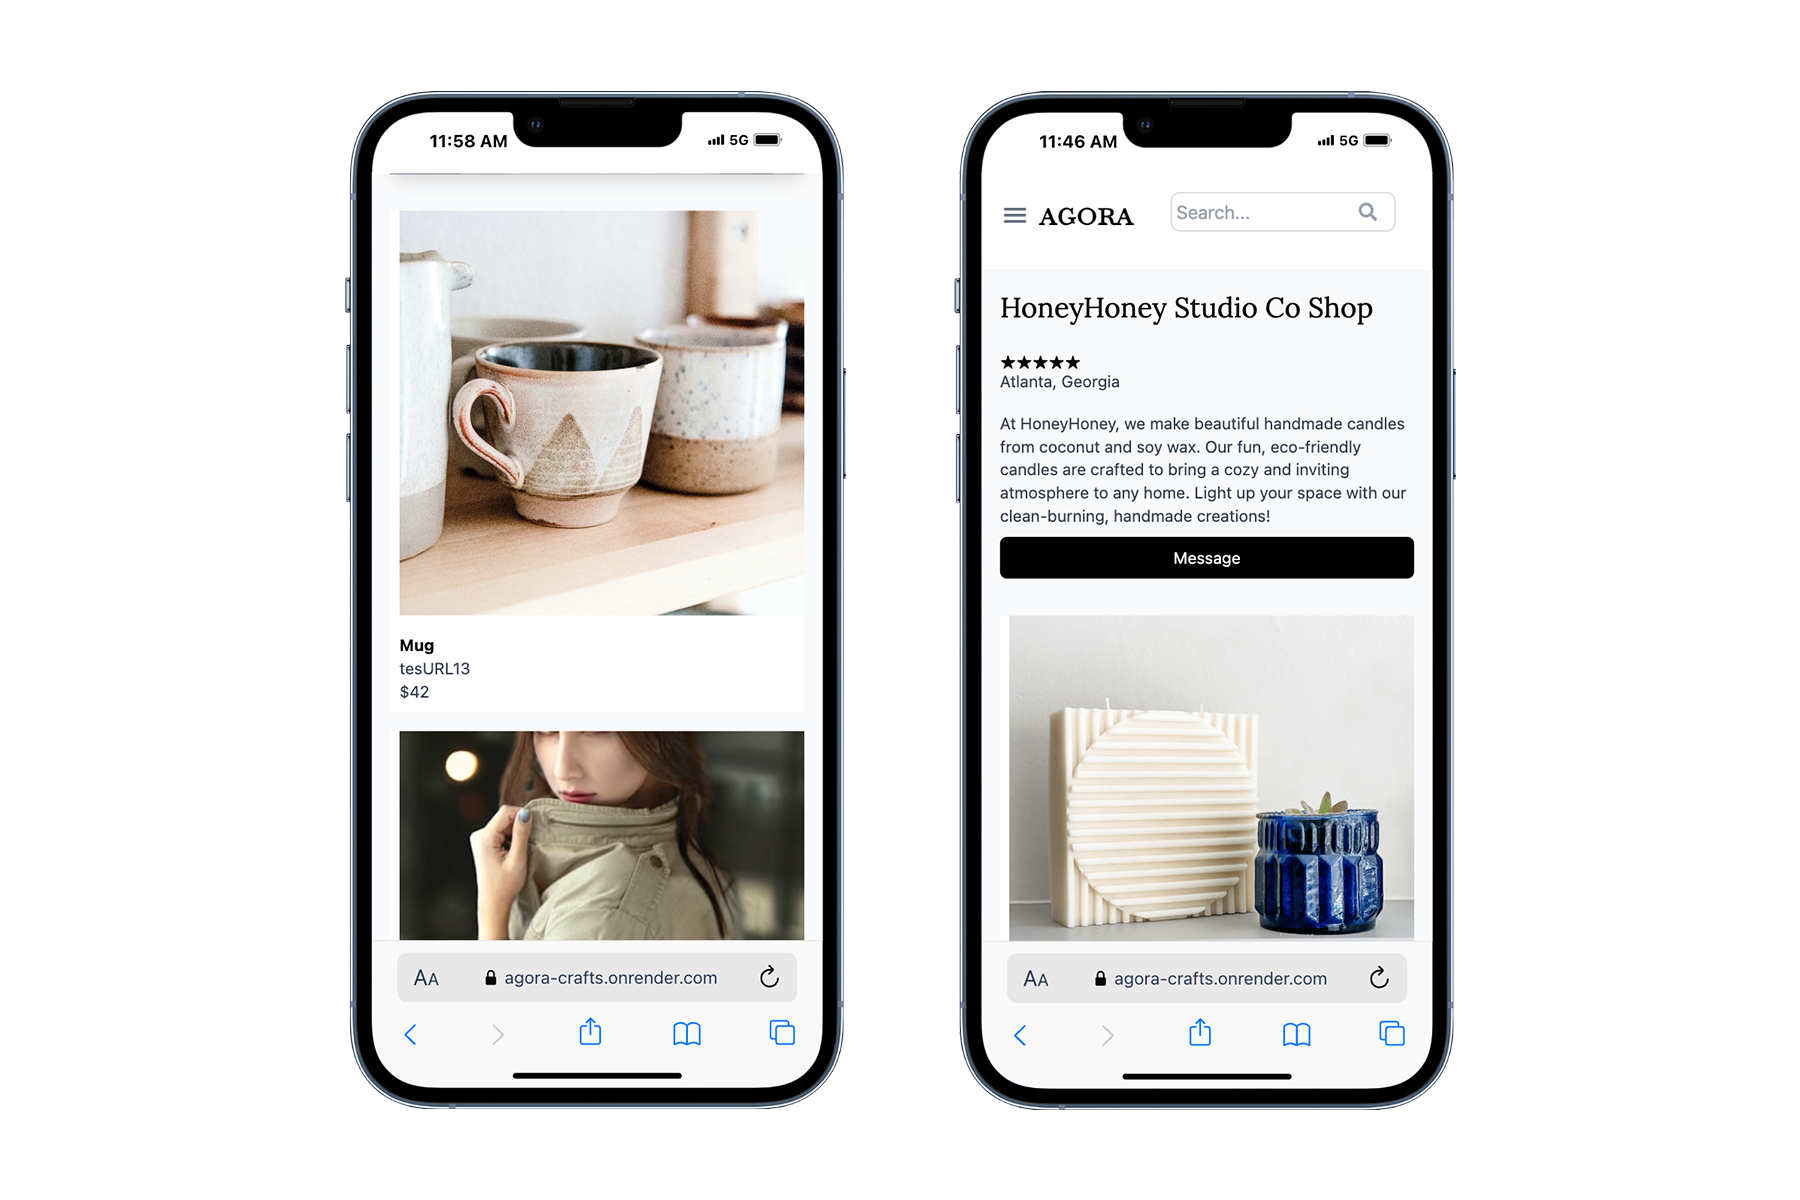 11:58 AM
5G
Mug
tesURL13
$42
AA
agora-crafts.onrender.com
11:46 AM
5G
AGORA
Search...
HoneyHoney Studio Co Shop
★★★★★
Atlanta, Georgia
At HoneyHoney, we make beautiful handmade candles
from coconut and soy wax. Our fun, eco-friendly
candles are crafted to bring a cozy and inviting
atmosphere to any home. Light up your space with our
clean-burning, handmade creations!
Message
AA
agora-crafts.onrender.com